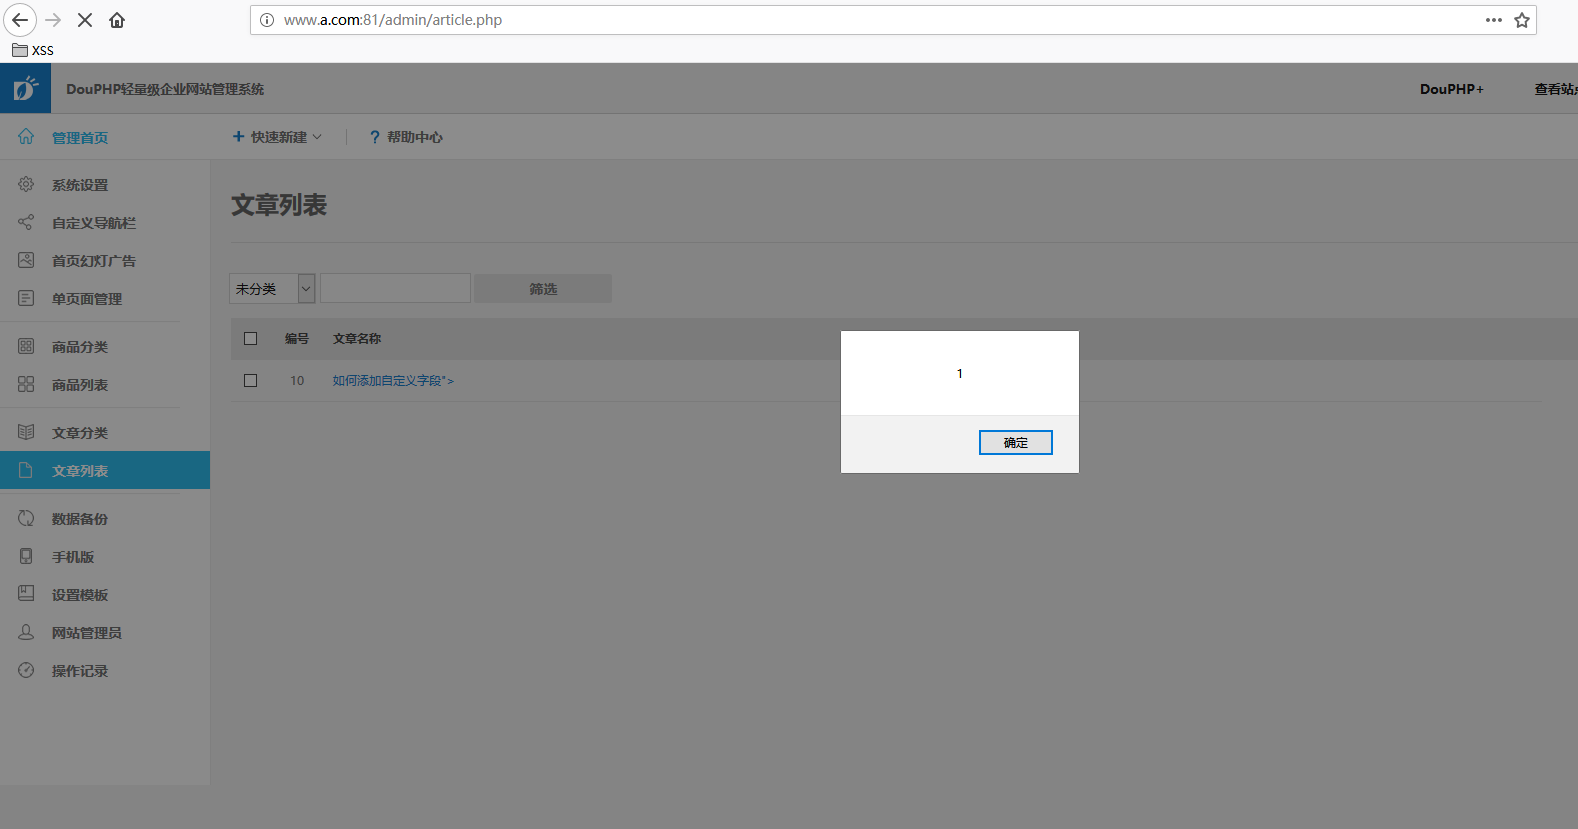 www.a.com:81/admin/article.php
XSS
DouPHP轻量级企业网站管理系统
DouPHP+
查看站点
管理首页
+ 快速新建
? 帮助中心
系统设置
自定义导航栏
首页幻灯广告
单页面管理
商品分类
商品列表
文章分类
文章列表
数据备份
手机版
设置模板
网站管理员
操作记录
文章列表
未分类
筛选
编号 文章名称
10 如何添加自定义字段">
1
确定